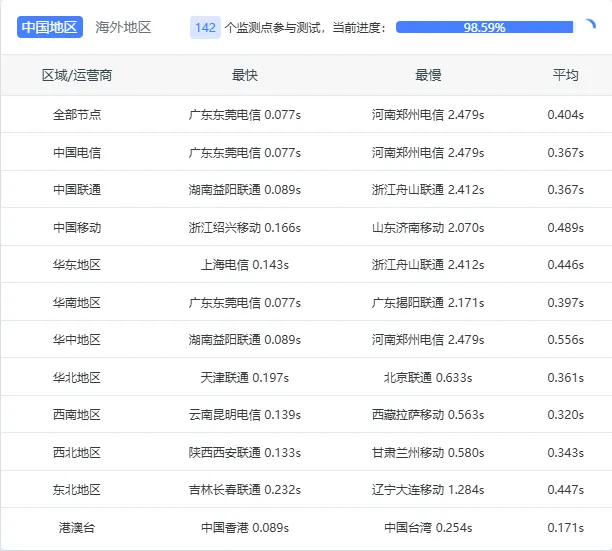 中国地区 海外地区 142 个监测点参与测试，当前进度： 98.59%
区域/运营商 最快 最慢 平均
全部节点 广东东莞电信 0.077s 河南郑州电信 2.479s 0.404s
中国电信 广东东莞电信 0.077s 河南郑州电信 2.479s 0.367s
中国联通 湖南益阳联通 0.089s 浙江舟山联通 2.412s 0.367s
中国移动 浙江绍兴移动 0.166s 山东济南移动 2.070s 0.489s
华东地区 上海电信 0.143s 浙江舟山联通 2.412s 0.446s
华南地区 广东东莞电信 0.077s 广东揭阳联通 2.171s 0.397s
华中地区 湖南益阳联通 0.089s 河南郑州电信 2.479s 0.556s
华北地区 天津联通 0.197s 北京联通 0.633s 0.361s
西南地区 云南昆明电信 0.139s 西藏拉萨移动 0.563s 0.320s
西北地区 陕西西安联通 0.133s 甘肃兰州移动 0.580s 0.343s
东北地区 吉林长春联通 0.232s 辽宁大连移动 1.284s 0.447s
港澳台 中国香港 0.089s 中国台湾 0.254s 0.171s